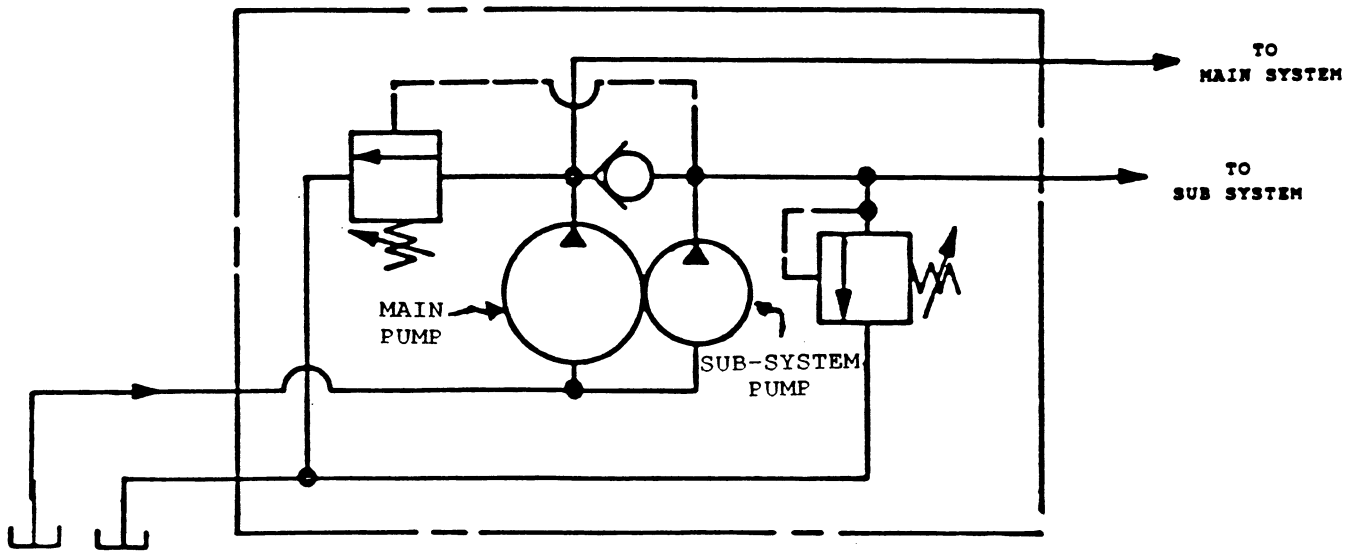 TO
MAIN SYSTEM
TO
SUB SYSTEM
MAIN
PUMP
SUB-SYSTEM
PUMP